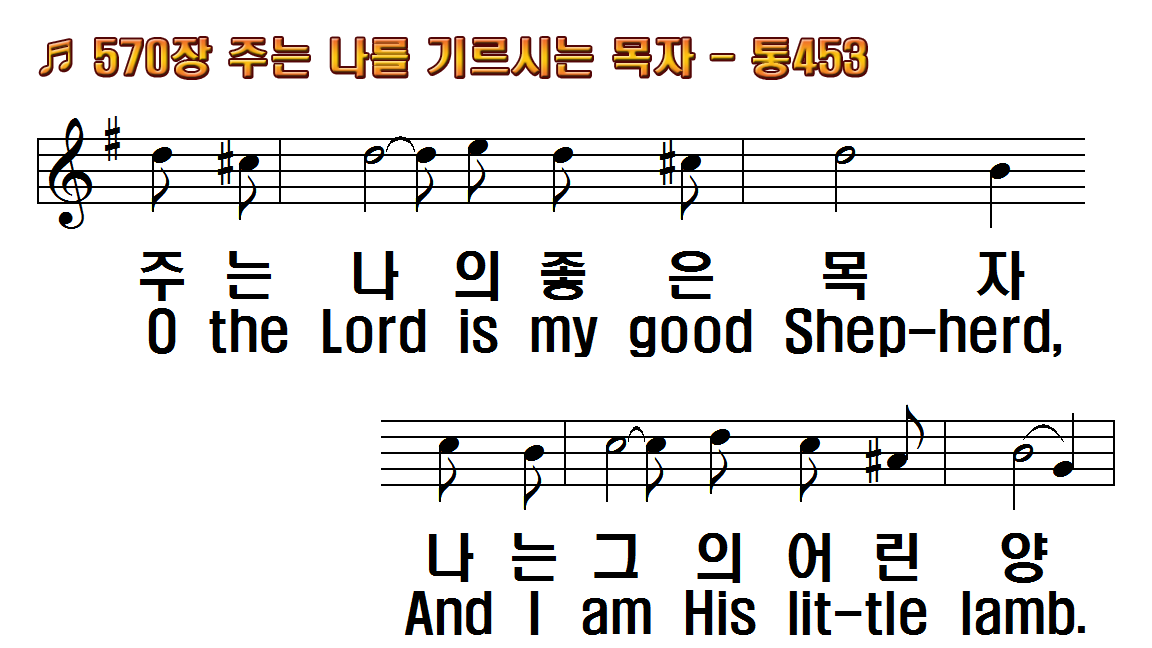 ♬ 570장 주는 나를 기르시는 목자 - 통453
주 는 나 의 좋 은 목 자
O the Lord is my good Shep-herd,
나 는 그 의 어 린 양
And I am His lit-tle lamb.